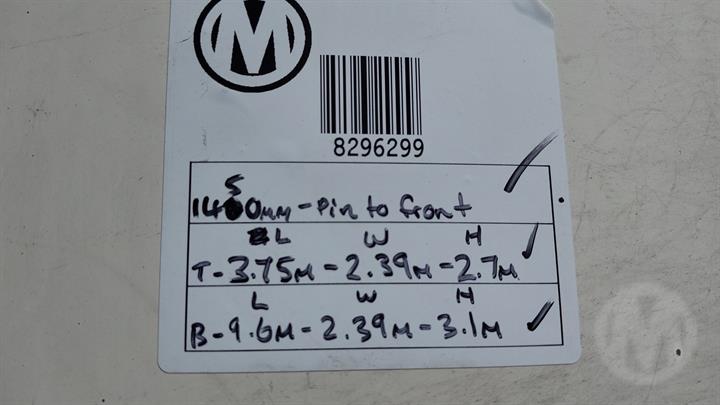 M
8296299
1450mm - Pin to front
L W H
T - 3.75M - 2.39M - 2.7M
L W H
B - 9.6M - 2.39M - 3.1M
M